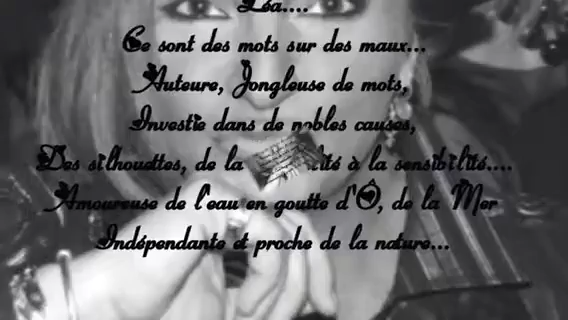 Léa....
Ce sont des mots sur des maux...
Auteure, Jongleuse de mots,
Investie dans de nobles causes,
Des silhouettes, de la à la sensibilité....
Amoureuse de l'eau en goutte d'Ô, de la Mer
Indépendante et proche de la nature...